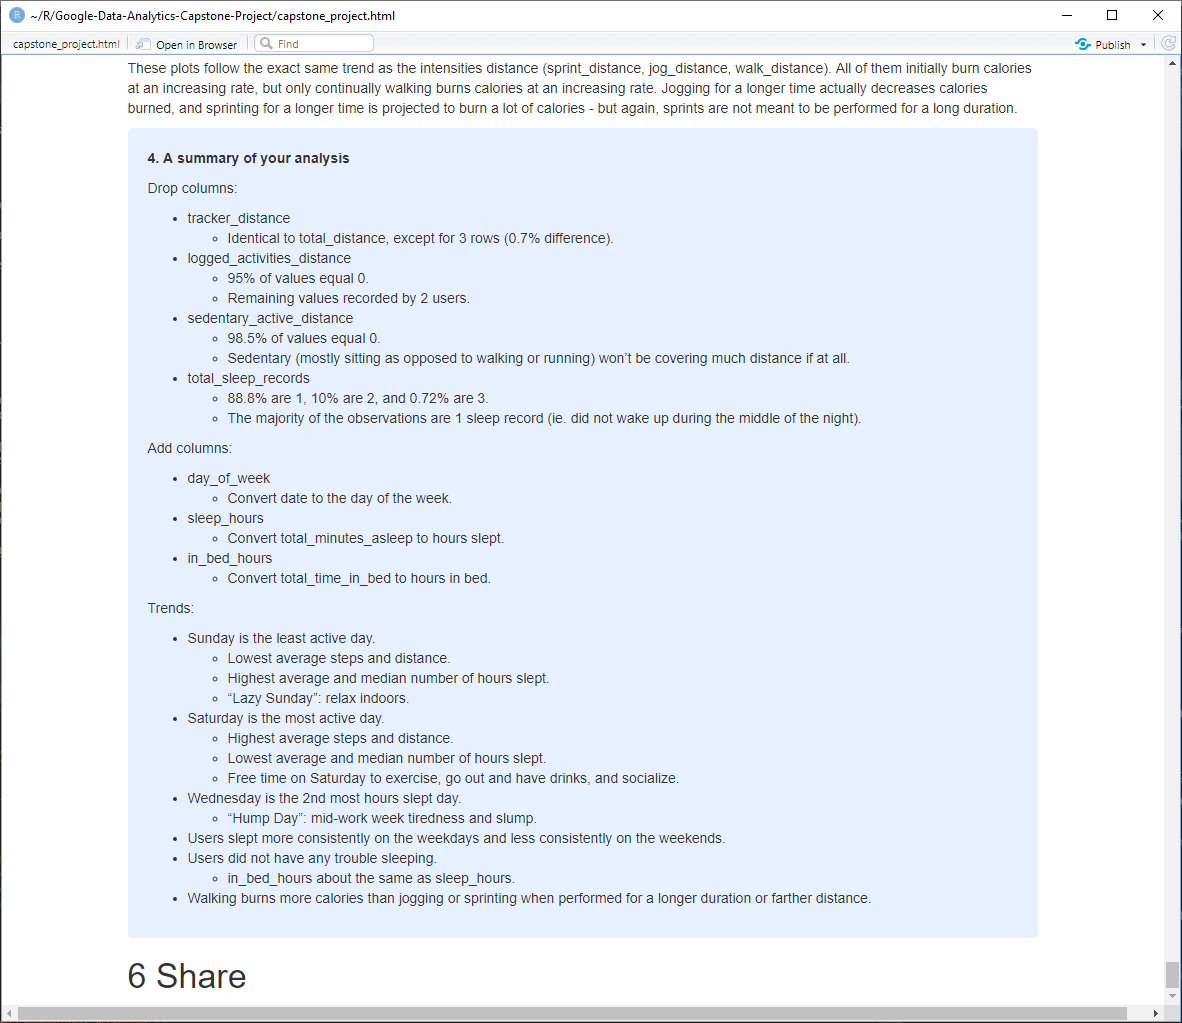 ~/R/Google-Data-Analytics-Capstone-Project/capstone_project.html
capstone_project.html Open in Browser Find Publish
These plots follow the exact same trend as the intensities distance (sprint_distance, jog_distance, walk_distance). All of them initially burn calories
at an increasing rate, but only continually walking burns calories at an increasing rate. Jogging for a longer time actually decreases calories
burned, and sprinting for a longer time is projected to burn a lot of calories - but again, sprints are not meant to be performed for a long duration.
4. A summary of your analysis
Drop columns:
• tracker_distance
◦ Identical to total_distance, except for 3 rows (0.7% difference).
• logged_activities_distance
◦ 95% of values equal 0.
◦ Remaining values recorded by 2 users.
• sedentary_active_distance
◦ 98.5% of values equal 0.
◦ Sedentary (mostly sitting as opposed to walking or running) won’t be covering much distance if at all.
• total_sleep_records
◦ 88.8% are 1, 10% are 2, and 0.72% are 3.
◦ The majority of the observations are 1 sleep record (ie. did not wake up during the middle of the night).
Add columns:
• day_of_week
◦ Convert date to the day of the week.
• sleep_hours
◦ Convert total_minutes_asleep to hours slept.
• in_bed_hours
◦ Convert total_time_in_bed to hours in bed.
Trends:
• Sunday is the least active day.
◦ Lowest average steps and distance.
◦ Highest average and median number of hours slept.
◦ “Lazy Sunday”: relax indoors.
• Saturday is the most active day.
◦ Highest average steps and distance.
◦ Lowest average and median number of hours slept.
◦ Free time on Saturday to exercise, go out and have drinks, and socialize.
• Wednesday is the 2nd most hours slept day.
◦ “Hump Day”: mid-work week tiredness and slump.
• Users slept more consistently on the weekdays and less consistently on the weekends.
• Users did not have any trouble sleeping.
◦ in_bed_hours about the same as sleep_hours.
• Walking burns more calories than jogging or sprinting when performed for a longer duration or farther distance.
6 Share